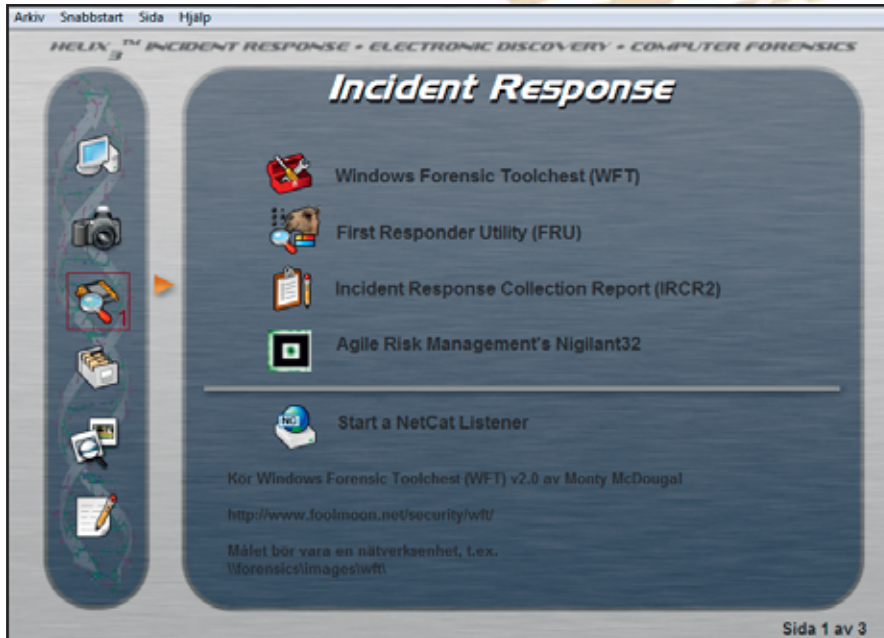 Arkiv Snabbstart Sida Hjälp
HELIX 3™ INCIDENT RESPONSE • ELECTRONIC DISCOVERY • COMPUTER FORENSICS
Incident Response
Windows Forensic Toolchest (WFT)
First Responder Utility (FRU)
1
Incident Response Collection Report (IRCR2)
Agile Risk Management's Nigilant32
NC
Start a NetCat Listener
Kör Windows Forensic Toolchest (WFT) v2.0 av Monty McDougal
http://www.foolmoon.net/security/wft/
Målet bör vara en nätverksenhet, t.ex.
\\forensics\images\wft\
Sida 1 av 3